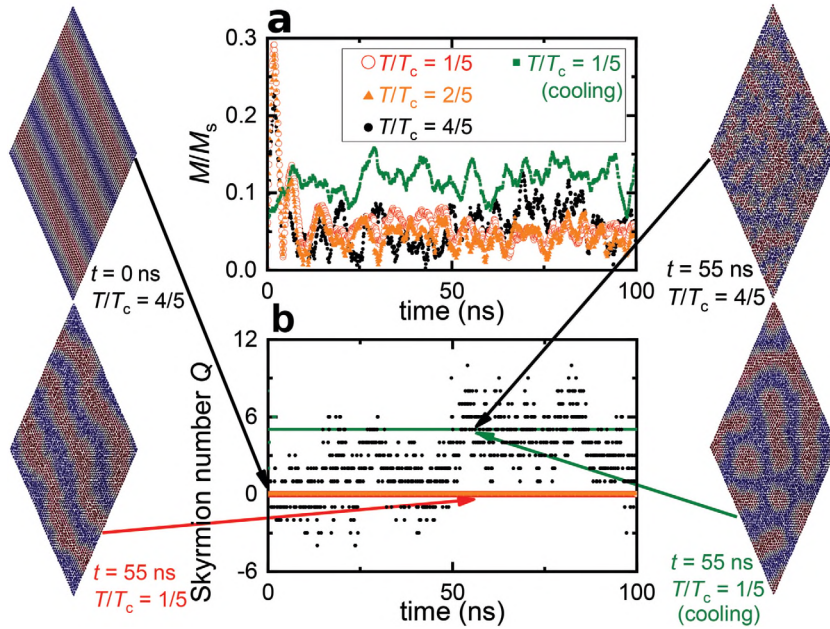 a
0.3
0.2
0.1
0.0
M/Mₛ
T/T_c = 1/5
T/T_c = 2/5
T/T_c = 4/5
T/T_c = 1/5
(cooling)
0
50
100
time (ns)
t = 0 ns
T/T_c = 4/5
t = 55 ns
T/T_c = 4/5
b
12
6
0
-6
Skyrmion number Q
0
50
100
time (ns)
t = 55 ns
T/T_c = 1/5
t = 55 ns
T/T_c = 1/5
(cooling)